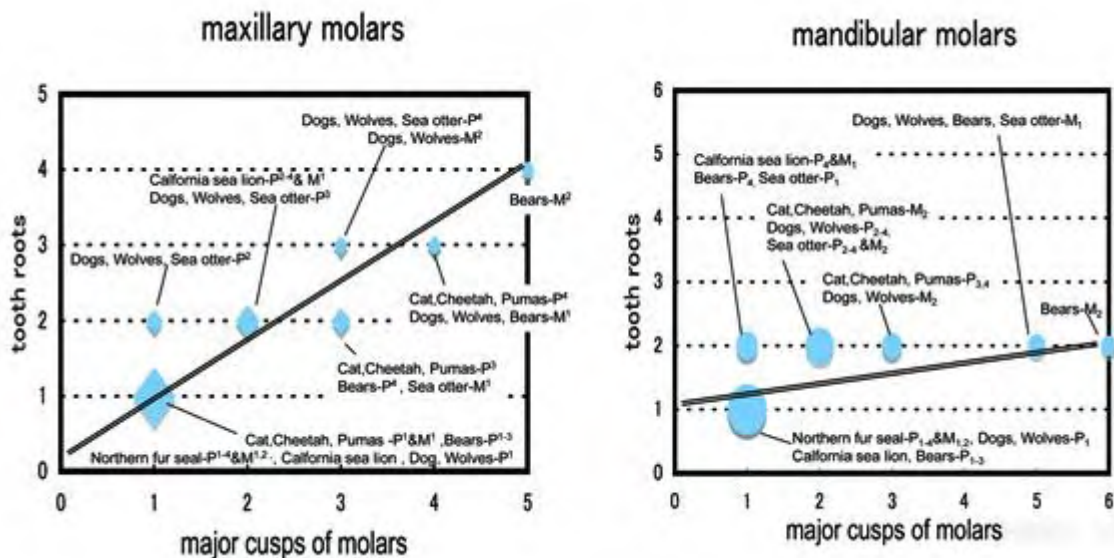 maxillary molars
tooth roots
5
4
3
2
1
0
0 1 2 3 4 5
major cusps of molars
Dogs, Wolves, Sea otter-P⁴
Dogs, Wolves-M²
Calfornia sea lion-P²⁻⁴& M¹
Dogs, Wolves, Sea otter-P³
Bears-M²
Dogs, Wolves, Sea otter-P²
Cat,Cheetah, Pumas-P⁴
Dogs, Wolves, Bears-M¹
Cat,Cheetah, Pumas-P³
Bears-P⁴ , Sea otter-M¹
Cat,Cheetah, Pumas -P¹&M¹ ,Bears-P¹⁻³
Northern fur seal-P¹⁻⁴&M¹,²·, Calfornia sea lion , Dog, Wolves-P¹
mandibular molars
tooth roots
6
5
4
3
2
1
0
0 1 2 3 4 5 6
major cusps of molars
Dogs, Wolves, Bears, Sea otter-M₁
Calfornia sea lion-P₄&M₁
Bears-P₄, Sea otter-P₁
Cat,Cheetah, Pumas-M₂
Dogs, Wolves-P₂₋₄,
Sea otter-P₂₋₄ &M₂
Cat,Cheetah, Pumas-P₃,₄
Dogs, Wolves-M₂
Bears-M₂
Northern fur seal-P₁₋₄&M₁,₂, Dogs, Wolves-P₁
Calfornia sea lion, Bears-P₁₋₃